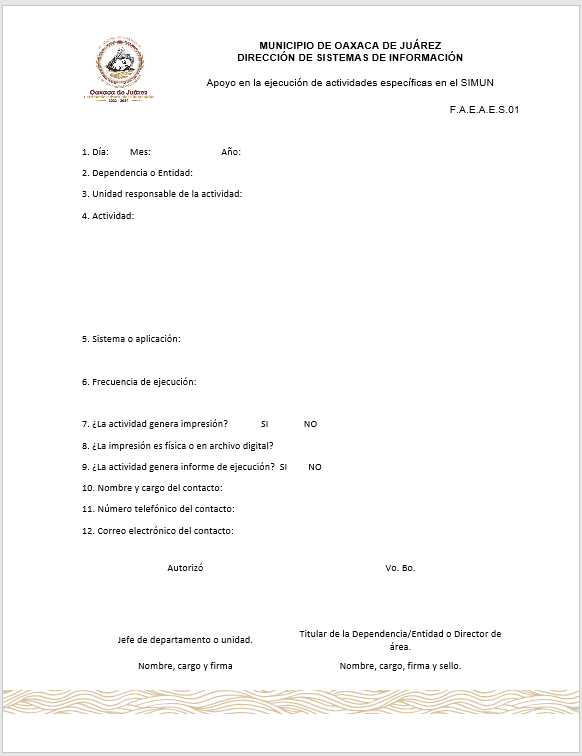 MUNICIPIO DE OAXACA DE JUÁREZ
DIRECCIÓN DE SISTEMAS DE INFORMACIÓN
Apoyo en la ejecución de actividades específicas en el SIMUN
Oaxaca de Juárez
F.A.E.A.E.S.01
1. Día: Mes: Año:
2. Dependencia o Entidad:
3. Unidad responsable de la actividad:
4. Actividad:
5. Sistema o aplicación:
6. Frecuencia de ejecución:
7. ¿La actividad genera impresión? SI NO
8. ¿La impresión es física o en archivo digital?
9. ¿La actividad genera informe de ejecución? SI NO
10. Nombre y cargo del contacto:
11. Número telefónico del contacto:
12. Correo electrónico del contacto:
Autorizó Vo. Bo.
Jefe de departamento o unidad. Titular de la Dependencia/Entidad o Director de
área.
Nombre, cargo y firma Nombre, cargo, firma y sello.